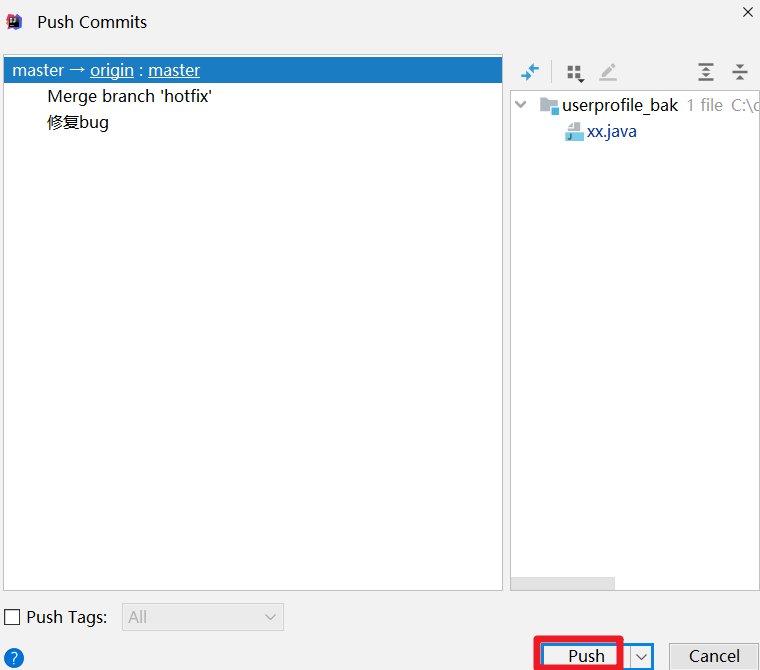 Push Commits
master → origin : master
Merge branch 'hotfix'
修复bug
userprofile_bak 1 file C:\
xx.java
Push Tags:
All
?
Push
Cancel